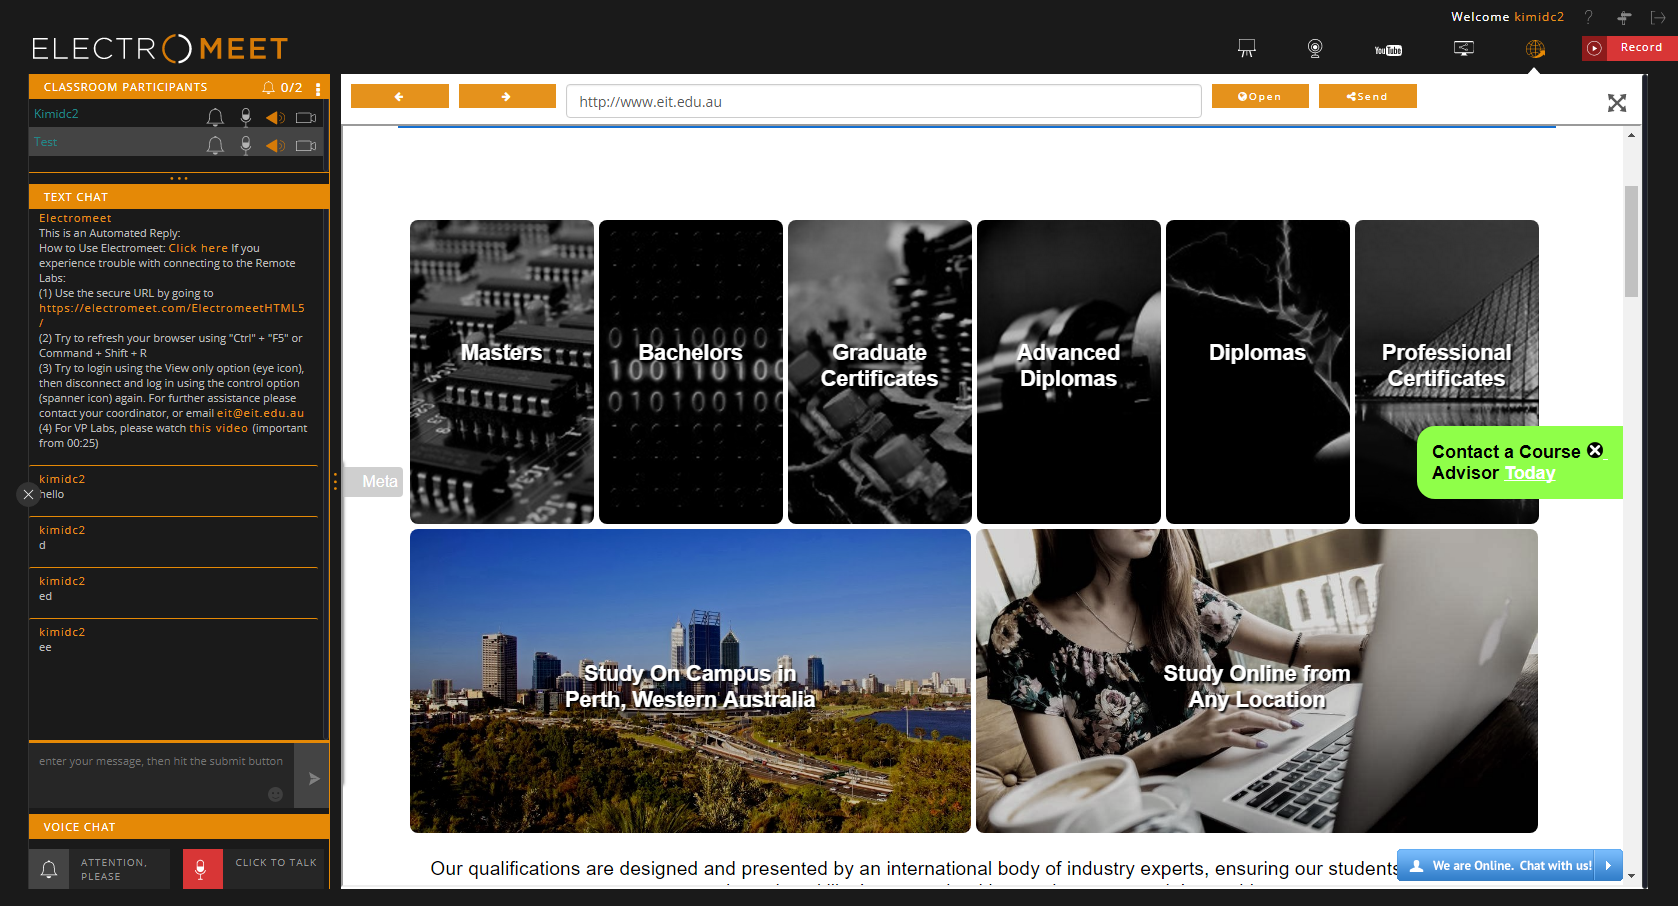 Welcome kimidc2
ELECTROMEET
You Tube
Record
CLASSROOM PARTICIPANTS
0/2
Kimidc2
Test
TEXT CHAT
Electromeet
This is an Automated Reply:
How to Use Electromeet: Click here If you
experience trouble with connecting to the Remote
Labs:
(1) Use the secure URL by going to
https://electromeet.com/ElectromeetHTML5
/
(2) Try to refresh your browser using "Ctrl" + "F5" or
Command + Shift + R
(3) Try to login using the View only option (eye icon),
then disconnect and log in using the control option
(spanner icon) again. For further assistance please
contact your coordinator, or email eit@eit.edu.au
(4) For VP Labs, please watch this video (important
from 00:25)
kimidc2
hello
kimidc2
d
kimidc2
ed
kimidc2
ee
enter your message, then hit the submit button
VOICE CHAT
ATTENTION,
PLEASE
CLICK TO TALK
http://www.eit.edu.au
Open
Send
Masters
Bachelors
Graduate
Certificates
Advanced
Diplomas
Diplomas
Professional
Certificates
Contact a Course
Advisor Today
Meta
Study On Campus in
Perth, Western Australia
Study Online from
Any Location
Our qualifications are designed and presented by an international body of industry experts, ensuring our students
We are Online. Chat with us!